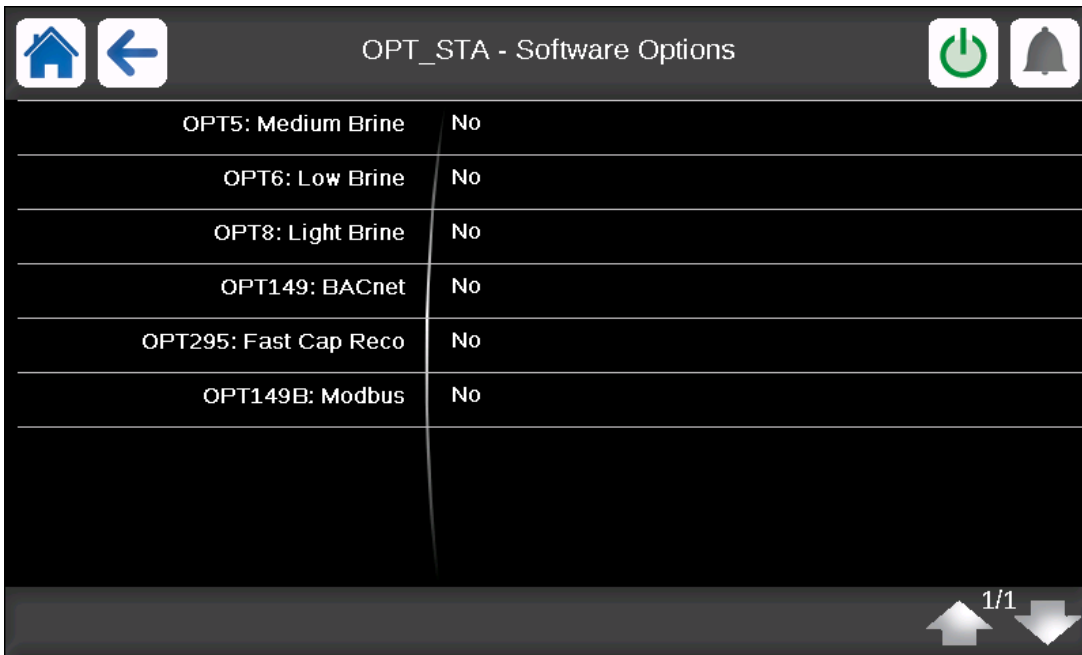 OPT_STA - Software Options
OPT5: Medium Brine No
OPT6: Low Brine No
OPT8: Light Brine No
OPT149: BACnet No
OPT295: Fast Cap Reco No
OPT149B: Modbus No
1/1